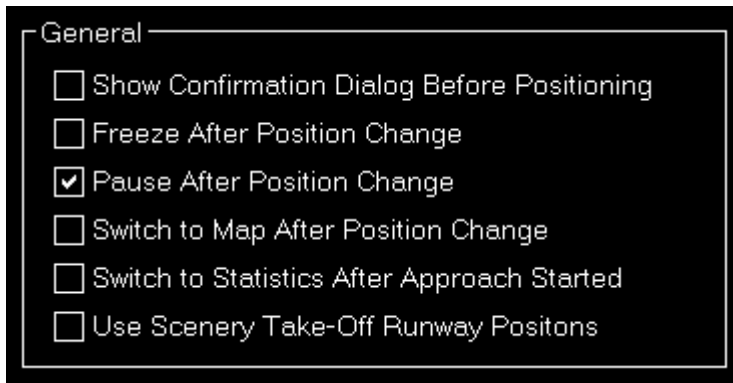 General
Show Confirmation Dialog Before Positioning
Freeze After Position Change
Pause After Position Change
Switch to Map After Position Change
Switch to Statistics After Approach Started
Use Scenery Take-Off Runway Positons